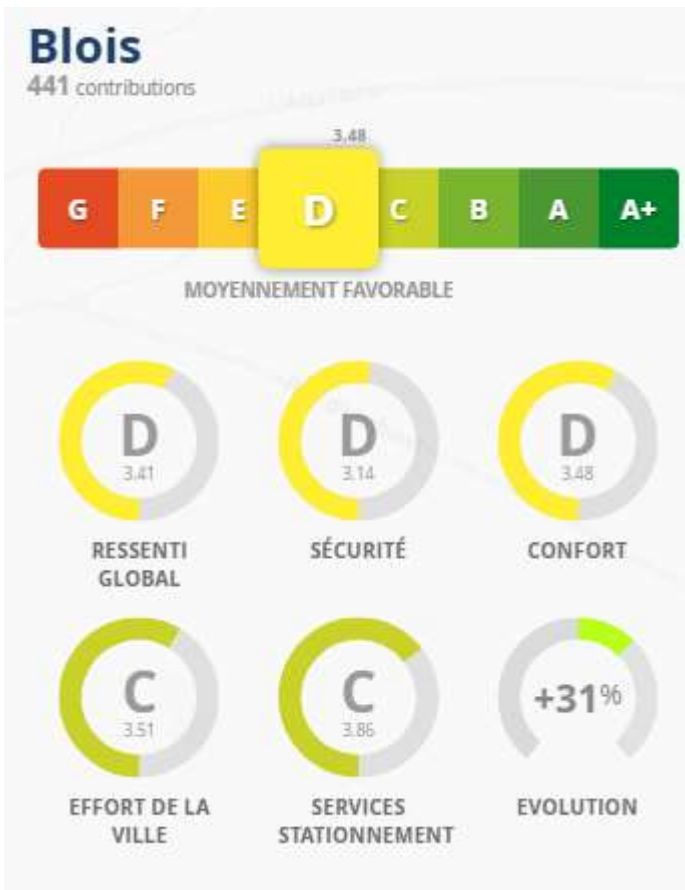 Blois
441 contributions
3.48
G F E D C B A A+
MOYENNEMENT FAVORABLE
D D D
3.41 3.14 3.48
RESSENTI GLOBAL
SÉCURITÉ
CONFORT
C C +31%
3.51 3.86
EFFORT DE LA VILLE
SERVICES STATIONNEMENT
EVOLUTION